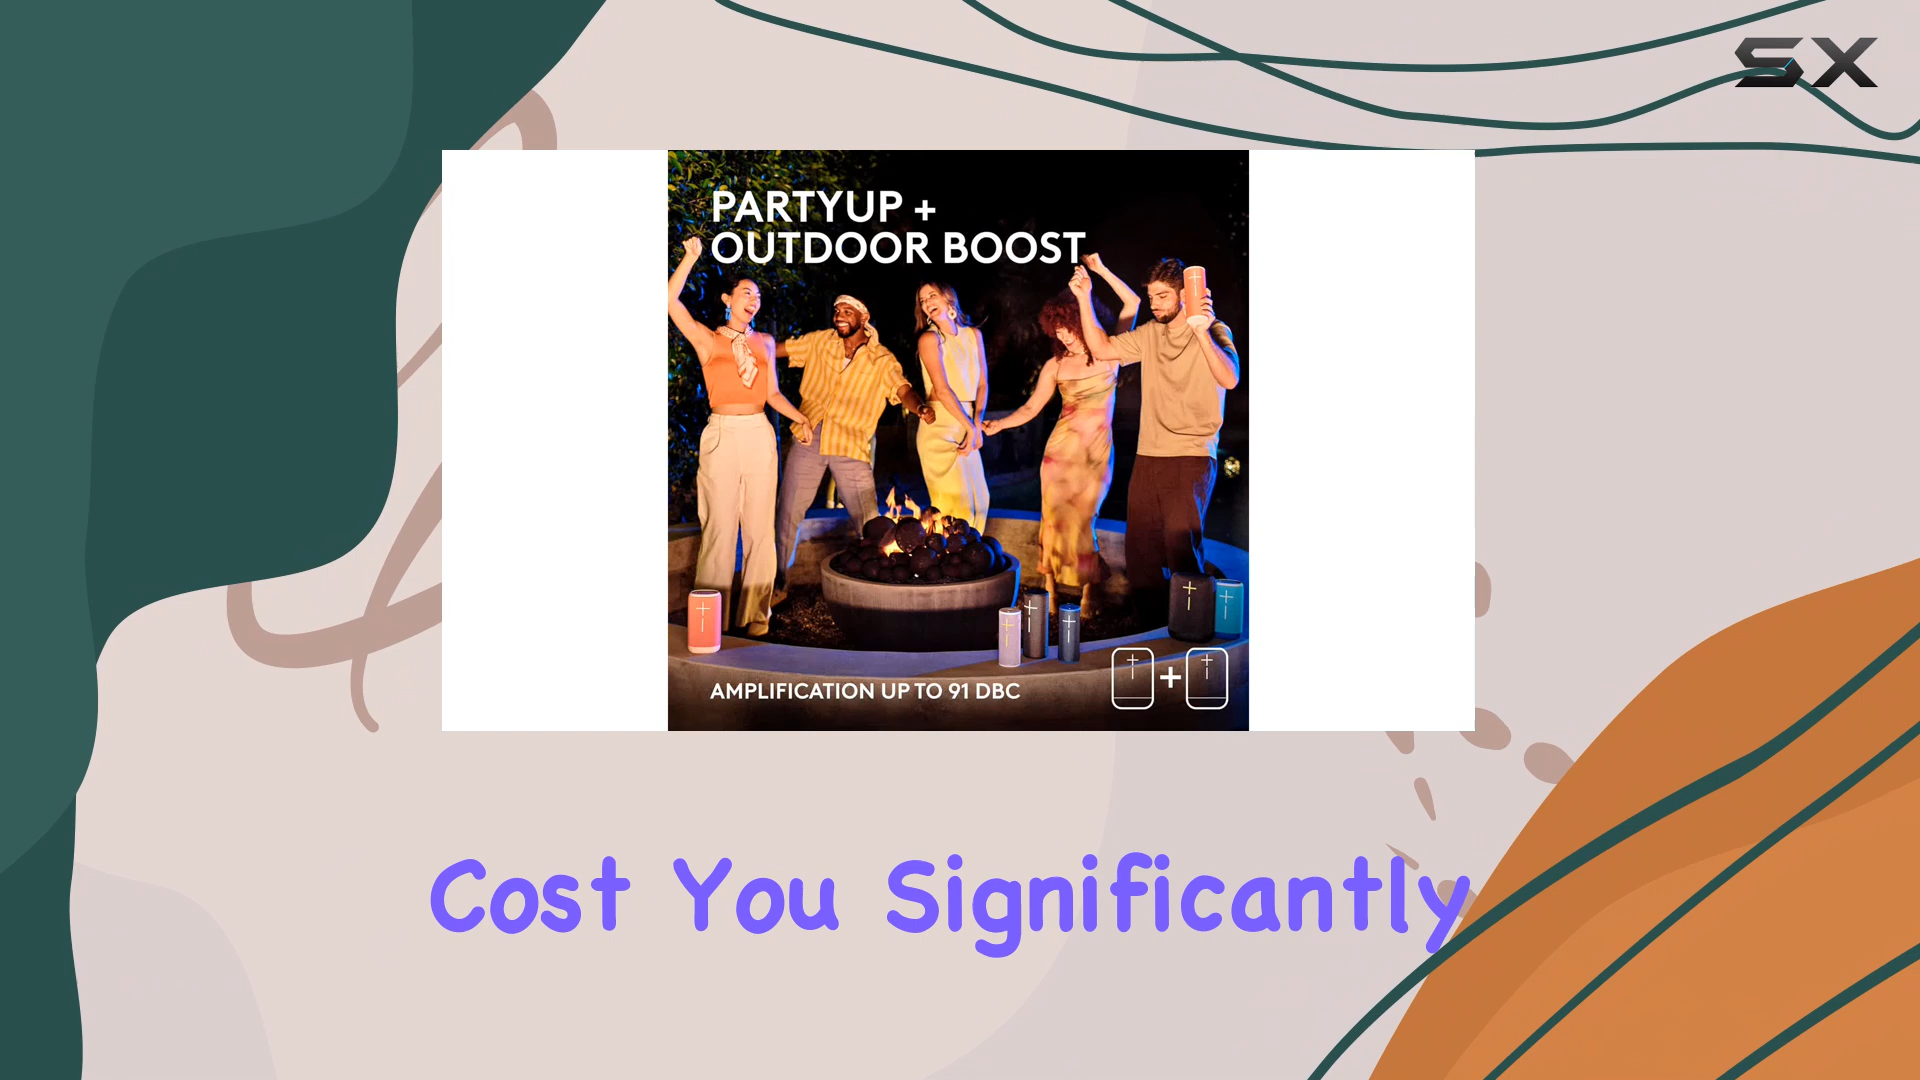 SX
PARTYUP +
OUTDOOR BOOST
AMPLIFICATION UP TO 91 DBC
+
Cost You Significantly